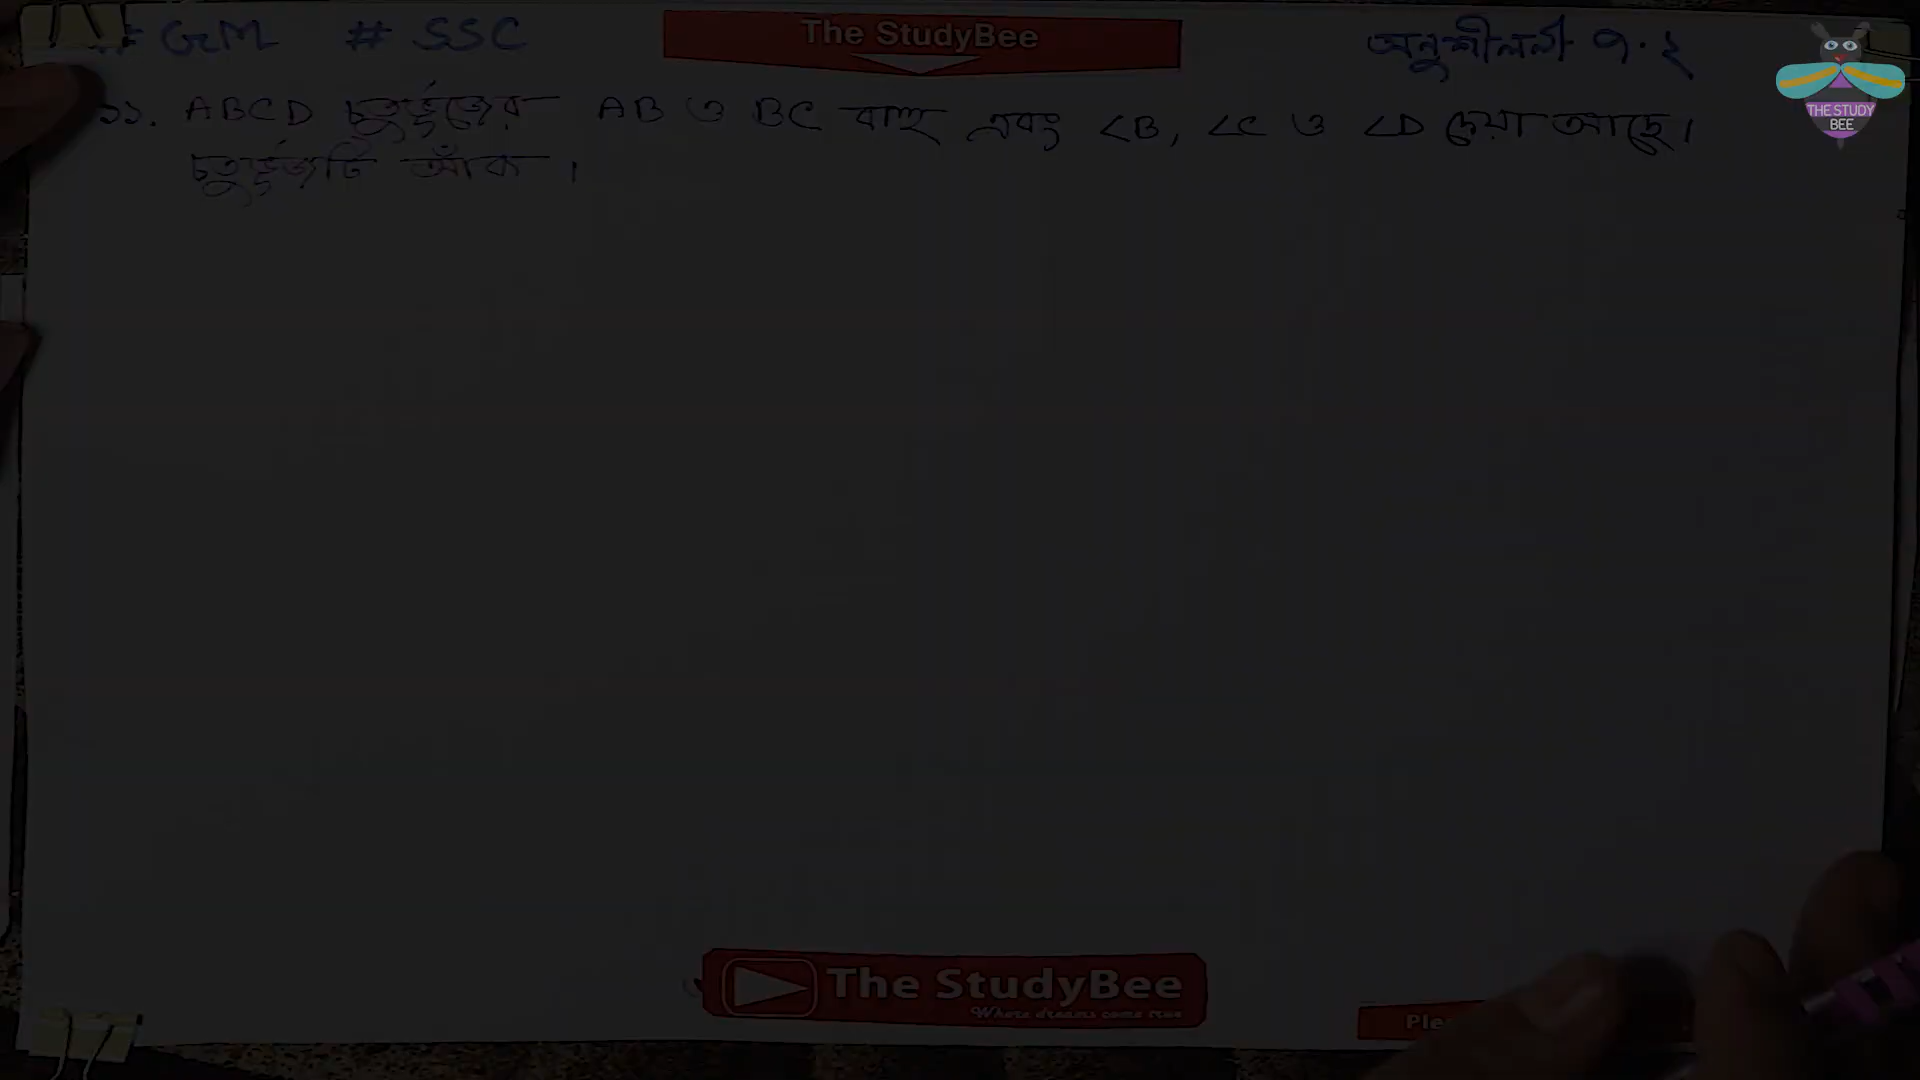 # GM # SSC
The StudyBee
অনুশীলনী ৭.২
THE STUDY
BEE
১১. ABCD চতুর্ভুজের AB ও BC বাহু এবং <B, <C ও <D দেয়া আছে।
চতুর্ভুজটি আঁক।
The StudyBee
Where dreams come true